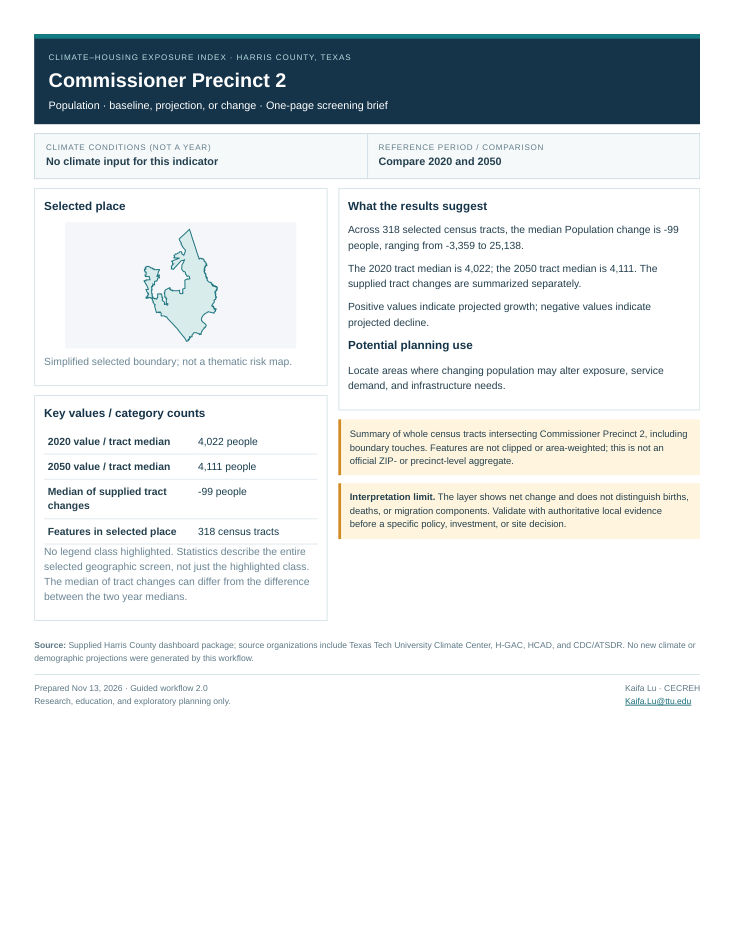 CLIMATE–HOUSING EXPOSURE INDEX · HARRIS COUNTY, TEXAS
Commissioner Precinct 2
Population · baseline, projection, or change · One-page screening brief
CLIMATE CONDITIONS (NOT A YEAR)
No climate input for this indicator
REFERENCE PERIOD / COMPARISON
Compare 2020 and 2050
Selected place
Simplified selected boundary; not a thematic risk map.
Key values / category counts
2020 value / tract median 4,022 people
2050 value / tract median 4,111 people
Median of supplied tract -99 people
changes
Features in selected place 318 census tracts
No legend class highlighted. Statistics describe the entire
selected geographic screen, not just the highlighted class.
The median of tract changes can differ from the difference
between the two year medians.
What the results suggest
Across 318 selected census tracts, the median Population change is -99
people, ranging from -3,359 to 25,138.
The 2020 tract median is 4,022; the 2050 tract median is 4,111. The
supplied tract changes are summarized separately.
Positive values indicate projected growth; negative values indicate
projected decline.
Potential planning use
Locate areas where changing population may alter exposure, service
demand, and infrastructure needs.
Summary of whole census tracts intersecting Commissioner Precinct 2, including
boundary touches. Features are not clipped or area-weighted; this is not an
official ZIP- or precinct-level aggregate.
Interpretation limit. The layer shows net change and does not distinguish births,
deaths, or migration components. Validate with authoritative local evidence
before a specific policy, investment, or site decision.
Source: Supplied Harris County dashboard package; source organizations include Texas Tech University Climate Center, H-GAC, HCAD, and CDC/ATSDR. No new climate or
demographic projections were generated by this workflow.
Prepared Nov 13, 2026 · Guided workflow 2.0
Research, education, and exploratory planning only.
Kaifa Lu · CECREH
Kaifa.Lu@ttu.edu